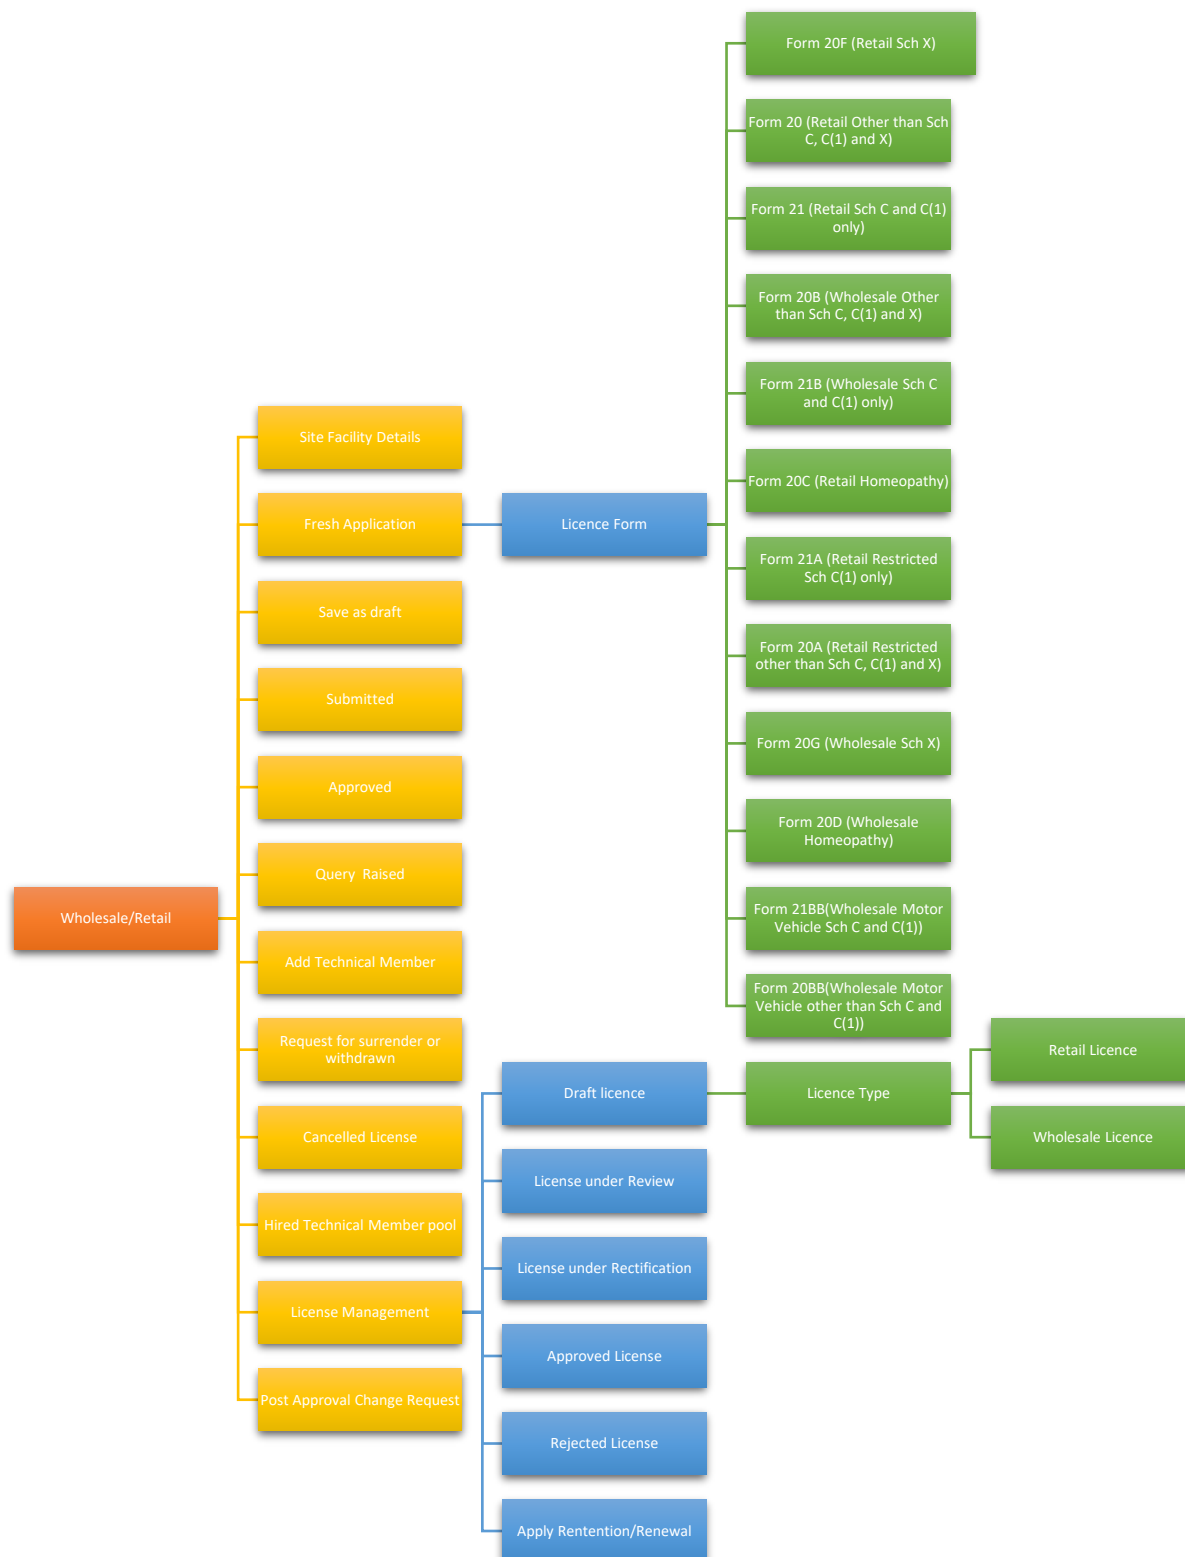 Form 20F (Retail Sch X)
Form 20 (Retail Other than Sch
C, C(1) and X)
Form 21 (Retail Sch C and C(1)
only)
Form 20B (Wholesale Other
than Sch C, C(1) and X)
Form 21B (Wholesale Sch C
and C(1) only)
Site Facility Details
Form 20C (Retail Homeopathy)
Fresh Application
Licence Form
Form 21A (Retail Restricted
Sch C(1) only)
Save as draft
Form 20A (Retail Restricted
other than Sch C, C(1) and X)
Submitted
Form 20G (Wholesale Sch X)
Approved
Form 20D (Wholesale
Homeopathy)
Query  Raised
Wholesale/Retail
Form 21BB(Wholesale Motor
Vehicle Sch C and C(1))
Add Technical Member
Form 20BB(Wholesale Motor
Vehicle other than Sch C and
C(1))
Request for surrender or
withdrawn
Retail Licence
Draft licence
Licence Type
Cancelled License
Wholesale Licence
License under Review
Hired Technical Member pool
License under Rectification
License Management
Approved License
Post Approval Change Request
Rejected License
Apply Rentention/Renewal